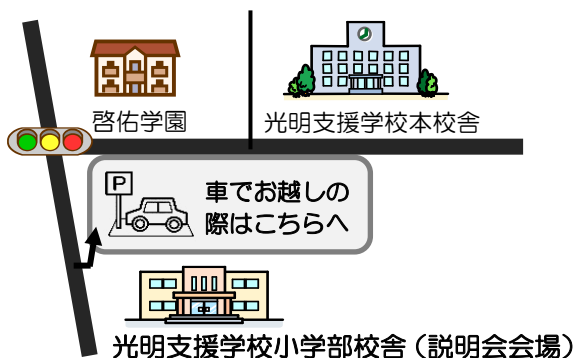 啓佑学園
光明支援学校本校舎
P
車でお越しの
際はこちらへ
光明支援学校小学部校舎（説明会会場）